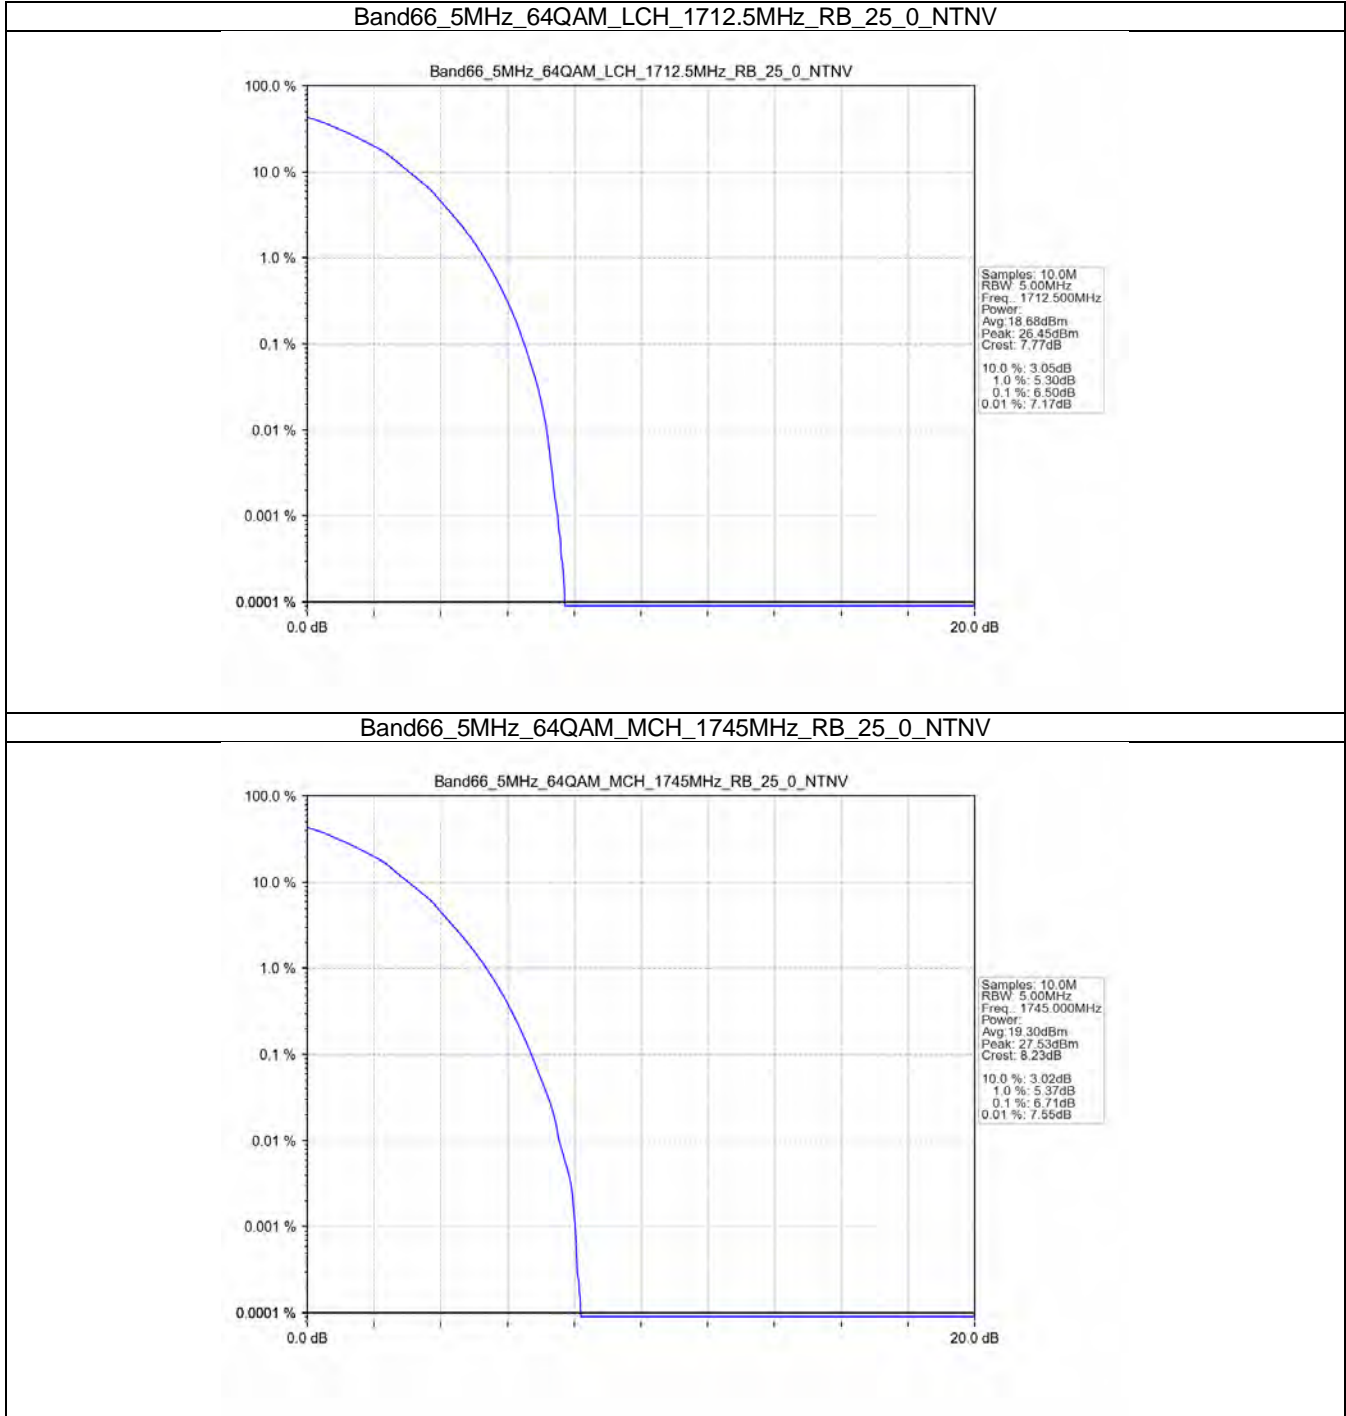 Band66_5MHz_64QAM_LCH_1712.5MHz_RB_25_0_NTNV
Band66_5MHz_64QAM_LCH_1712.5MHz_RB_25_0_NTNV
100.0 %
10.0 %
1.0 %
0.1 %
0.01 %
0.001 %
0.0001 %
0.0 dB
20.0 dB
Samples: 10.0M
RBW: 5.00MHz
Freq.: 1712.500MHz
Power:
Avg:18.68dBm
Peak: 26.45dBm
Crest: 7.77dB
10.0 %: 3.05dB
1.0 %: 5.30dB
0.1 %: 6.50dB
0.01 %: 7.17dB
Band66_5MHz_64QAM_MCH_1745MHz_RB_25_0_NTNV
Band66_5MHz_64QAM_MCH_1745MHz_RB_25_0_NTNV
100.0 %
10.0 %
1.0 %
0.1 %
0.01 %
0.001 %
0.0001 %
0.0 dB
20.0 dB
Samples: 10.0M
RBW: 5.00MHz
Freq.: 1745.000MHz
Power:
Avg:19.30dBm
Peak: 27.53dBm
Crest: 8.23dB
10.0 %: 3.02dB
1.0 %: 5.37dB
0.1 %: 6.71dB
0.01 %: 7.55dB